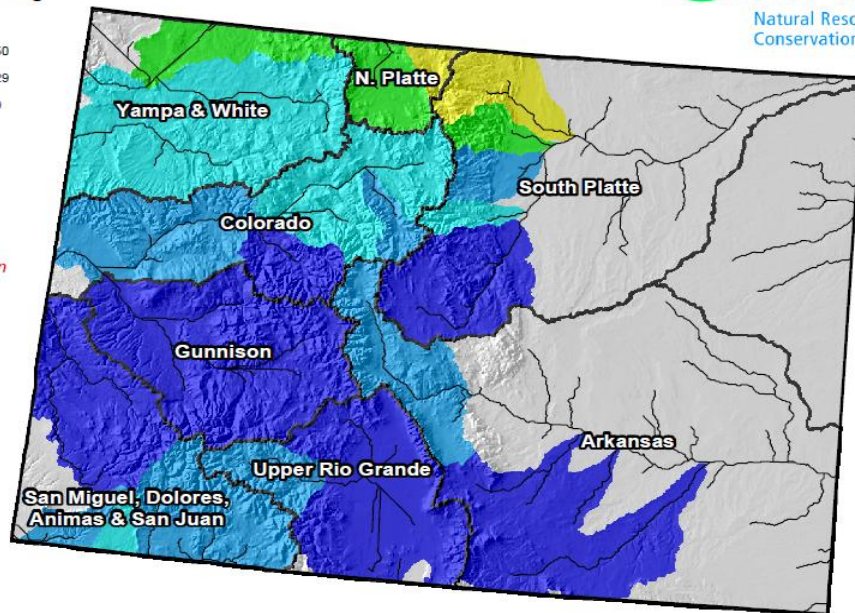 Natural Reso
Conservation
N. Platte
Yampa & White
South Platte
Colorado
Gunnison
Arkansas
Upper Rio Grande
San Miguel, Dolores,
Animas & San Juan